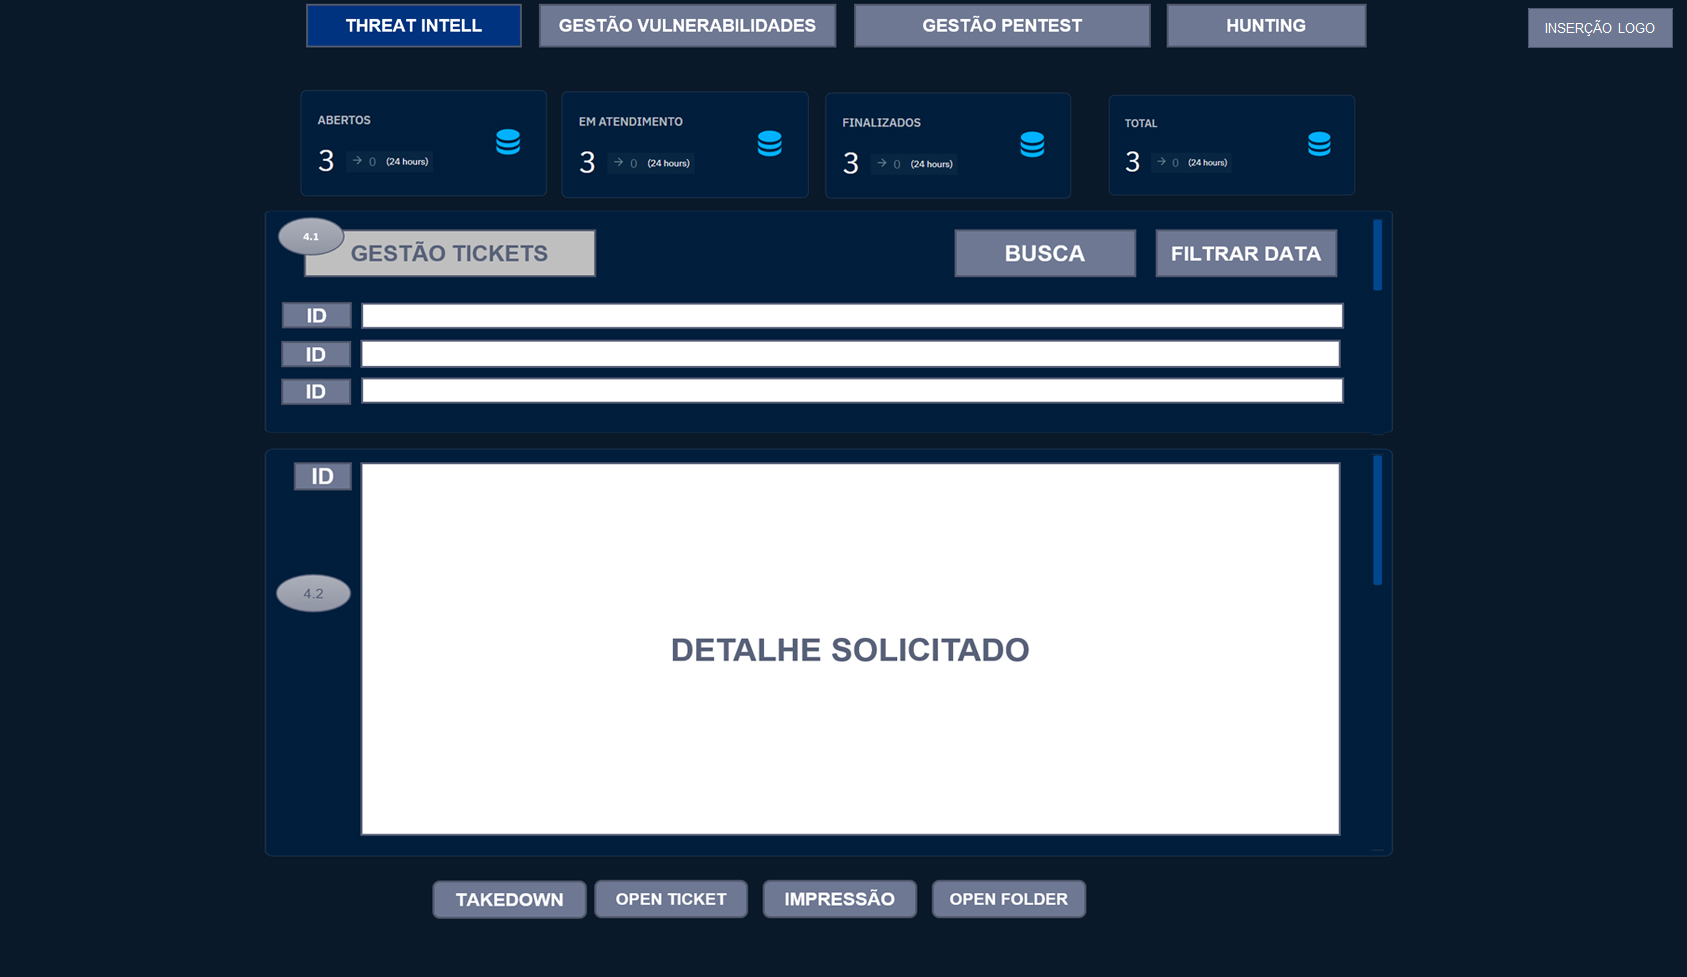 THREAT INTELL
GESTÃO VULNERABILIDADES
GESTÃO PENTEST
HUNTING
INSERÇÃO LOGO
ABERTOS
3 → 0 (24 hours)
EM ATENDIMENTO
3 → 0 (24 hours)
FINALIZADOS
3 → 0 (24 hours)
TOTAL
3 → 0 (24 hours)
4.1
GESTÃO TICKETS
BUSCA
FILTRAR DATA
ID
ID
ID
ID
4.2
DETALHE SOLICITADO
TAKEDOWN
OPEN TICKET
IMPRESSÃO
OPEN FOLDER